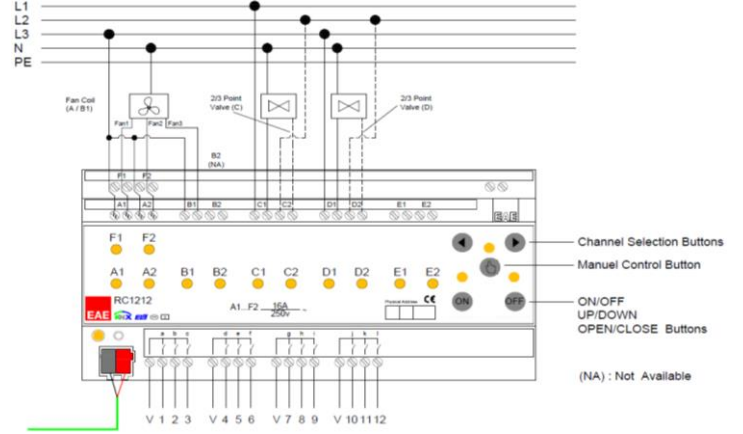 L1
L2
L3
N
PE
Fan Coil
(A / B1)
Fan1 Fan2 Fan3
2/3 Point
Valve (C)
2/3 Point
Valve (D)
B2
(NA)
F1 F2
A1 A2 B1 B2 C1 C2 D1 D2 E1 E2
F1 F2
A1 A2 B1 B2 C1 C2 D1 D2 E1 E2
RC1212
EAE
A1...F2 16A
250v
Physical Address
CE
ON OFF
Channel Selection Buttons
Manuel Control Button
ON/OFF
UP/DOWN
OPEN/CLOSE Buttons
(NA) : Not Available
a b c d e f g h i j k l
V 1 2 3 V 4 5 6 V 7 8 9 V 10 11 12